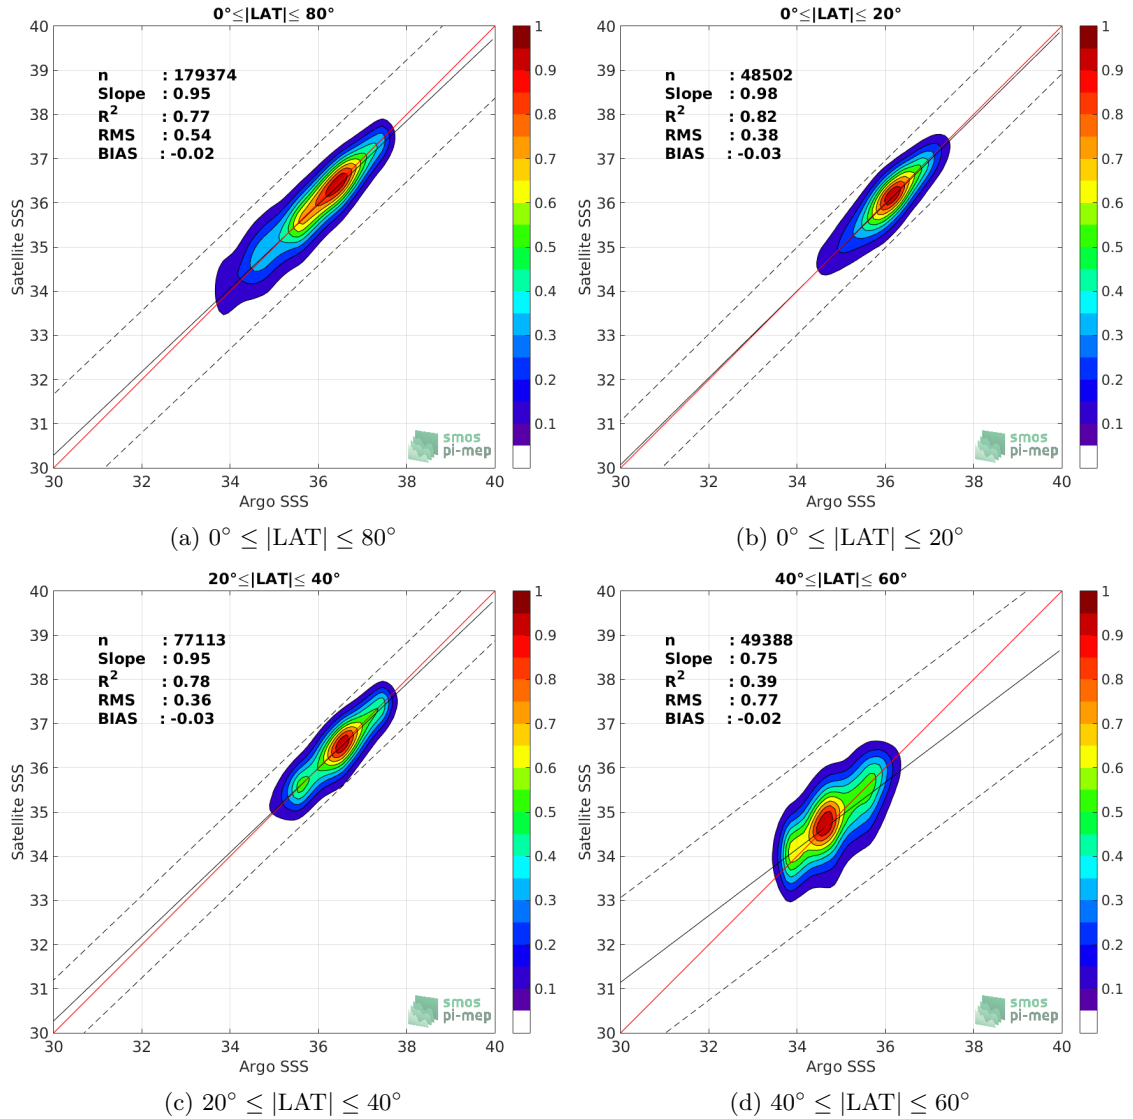 0°≤|LAT|≤ 80°
n : 179374
Slope : 0.95
R2 : 0.77
RMS : 0.54
BIAS : -0.02
40
39
38
37
36
35
34
33
32
31
30
30 32 34 36 38 40
Satellite SSS
Argo SSS
1
0.9
0.8
0.7
0.6
0.5
0.4
0.3
0.2
0.1
smos
pi-mep
(a) 0° ≤ |LAT| ≤ 80°
0°≤|LAT|≤ 20°
n : 48502
Slope : 0.98
R2 : 0.82
RMS : 0.38
BIAS : -0.03
40
39
38
37
36
35
34
33
32
31
30
30 32 34 36 38 40
Satellite SSS
Argo SSS
1
0.9
0.8
0.7
0.6
0.5
0.4
0.3
0.2
0.1
smos
pi-mep
(b) 0° ≤ |LAT| ≤ 20°
20°≤|LAT|≤ 40°
n : 77113
Slope : 0.95
R2 : 0.78
RMS : 0.36
BIAS : -0.03
40
39
38
37
36
35
34
33
32
31
30
30 32 34 36 38 40
Satellite SSS
Argo SSS
1
0.9
0.8
0.7
0.6
0.5
0.4
0.3
0.2
0.1
smos
pi-mep
(c) 20° ≤ |LAT| ≤ 40°
40°≤|LAT|≤ 60°
n : 49388
Slope : 0.75
R2 : 0.39
RMS : 0.77
BIAS : -0.02
40
39
38
37
36
35
34
33
32
31
30
30 32 34 36 38 40
Satellite SSS
Argo SSS
1
0.9
0.8
0.7
0.6
0.5
0.4
0.3
0.2
0.1
smos
pi-mep
(d) 40° ≤ |LAT| ≤ 60°